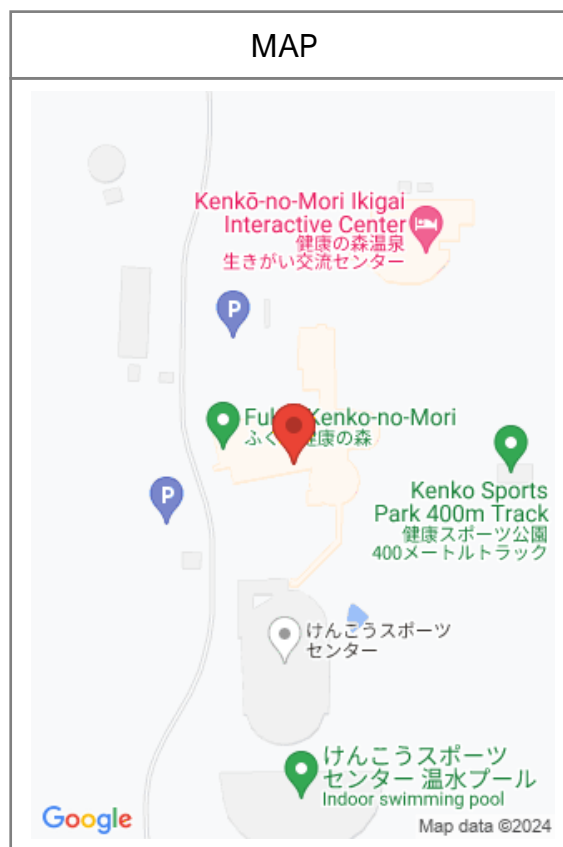 MAP
Kenkō-no-Mori Ikigai
Interactive Center
健康の森温泉
生きがい交流センター
P
Kenko-no-Mori
健康の森
P
Kenko Sports
Park 400m Track
健康スポーツ公園
400メートルトラック
けんこうスポーツ
センター
けんこうスポーツ
センター 温水プール
Indoor swimming pool
Google
Map data ©2024